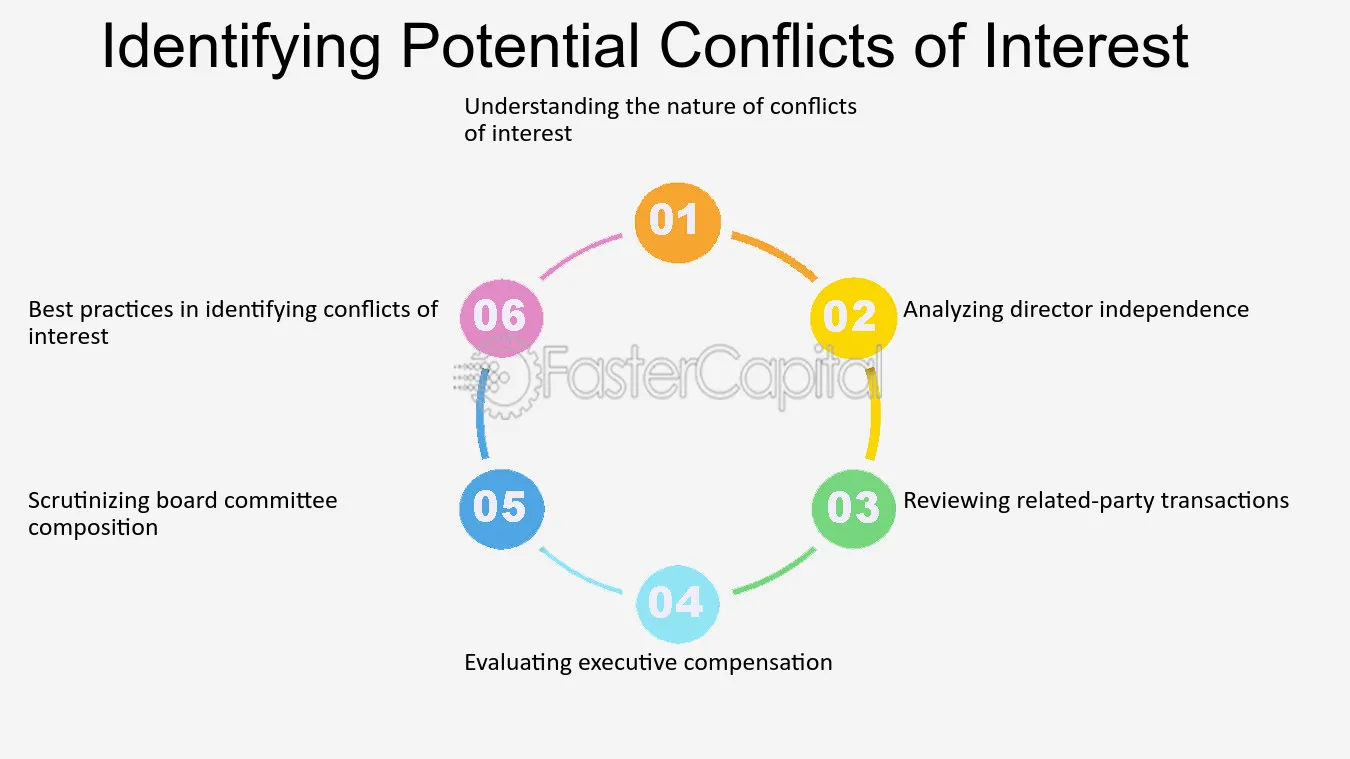 Identifying Potential Conflicts of Interest
Understanding the nature of conflicts
of interest
01
02
Analyzing director independence
03
Reviewing related-party transactions
04
Evaluating executive compensation
05
Scrutinizing board committee
composition
06
Best practices in identifying conflicts of
interest
FasterCapital